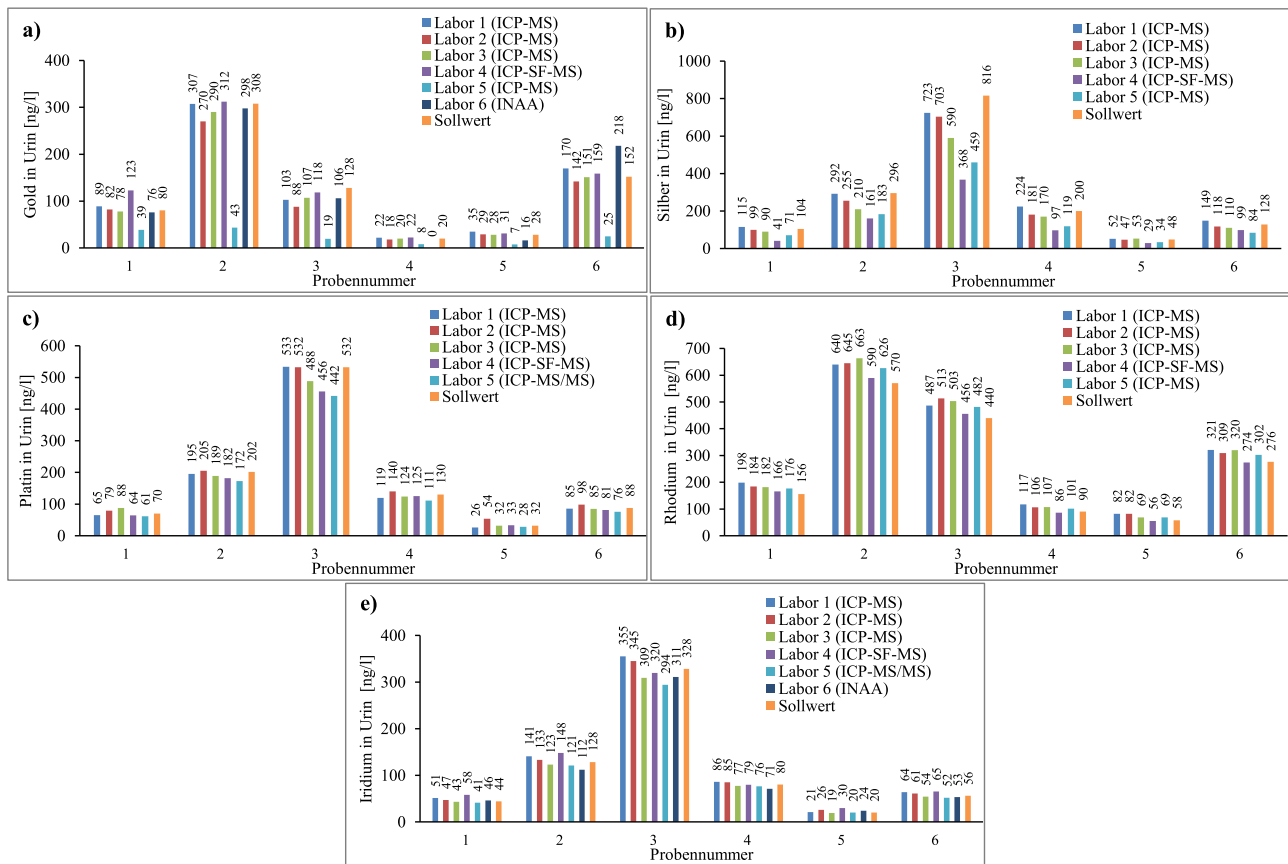 a)
Labor 1 (ICP-MS)
Labor 2 (ICP-MS)
Labor 3 (ICP-MS)
Labor 4 (ICP-SF-MS)
Labor 5 (ICP-MS)
Labor 6 (INAA)
Sollwert
Gold in Urin [ng/l]
400
300
200
100
0
89 82 78 123 39 76 80
307 270 290 312 43 298 308
103 88 107 118 19 106 128
22 18 20 22 8 0 20
35 29 28 31 7 16 28
170 142 151 159 25 218 152
1 2 3 4 5 6
Probennummer
b)
Labor 1 (ICP-MS)
Labor 2 (ICP-MS)
Labor 3 (ICP-MS)
Labor 4 (ICP-SF-MS)
Labor 5 (ICP-MS)
Sollwert
Silber in Urin [ng/l]
1000
800
600
400
200
0
115 99 90 41 71 104
292 255 210 161 183 296
723 703 590 368 459 816
224 181 170 97 119 200
52 47 53 29 34 48
149 118 110 99 84 128
1 2 3 4 5 6
Probennummer
c)
Labor 1 (ICP-MS)
Labor 2 (ICP-MS)
Labor 3 (ICP-MS)
Labor 4 (ICP-SF-MS)
Labor 5 (ICP-MS/MS)
Sollwert
Platin in Urin [ng/l]
600
500
400
300
200
100
0
65 79 88 64 61 70
195 205 189 182 172 202
533 532 488 456 442 532
119 140 124 125 111 130
26 54 32 33 28 32
85 98 85 81 76 88
1 2 3 4 5 6
Probennummer
d)
Labor 1 (ICP-MS)
Labor 2 (ICP-MS)
Labor 3 (ICP-MS)
Labor 4 (ICP-SF-MS)
Labor 5 (ICP-MS)
Sollwert
Rhodium in Urin [ng/l]
700
600
500
400
300
200
100
0
198 184 182 166 176 156
640 645 663 590 626 570
487 513 503 456 482 440
117 106 107 86 101 90
82 82 69 56 69 58
321 309 320 274 302 276
1 2 3 4 5 6
Probennummer
e)
Labor 1 (ICP-MS)
Labor 2 (ICP-MS)
Labor 3 (ICP-MS)
Labor 4 (ICP-SF-MS)
Labor 5 (ICP-MS/MS)
Labor 6 (INAA)
Sollwert
Iridium in Urin [ng/l]
400
300
200
100
0
51 47 43 58 41 46 44
141 133 123 148 121 112 128
355 345 309 320 294 311 328
86 85 77 79 76 71 80
21 26 19 30 20 24 20
64 61 54 65 52 53 56
1 2 3 4 5 6
Probennummer